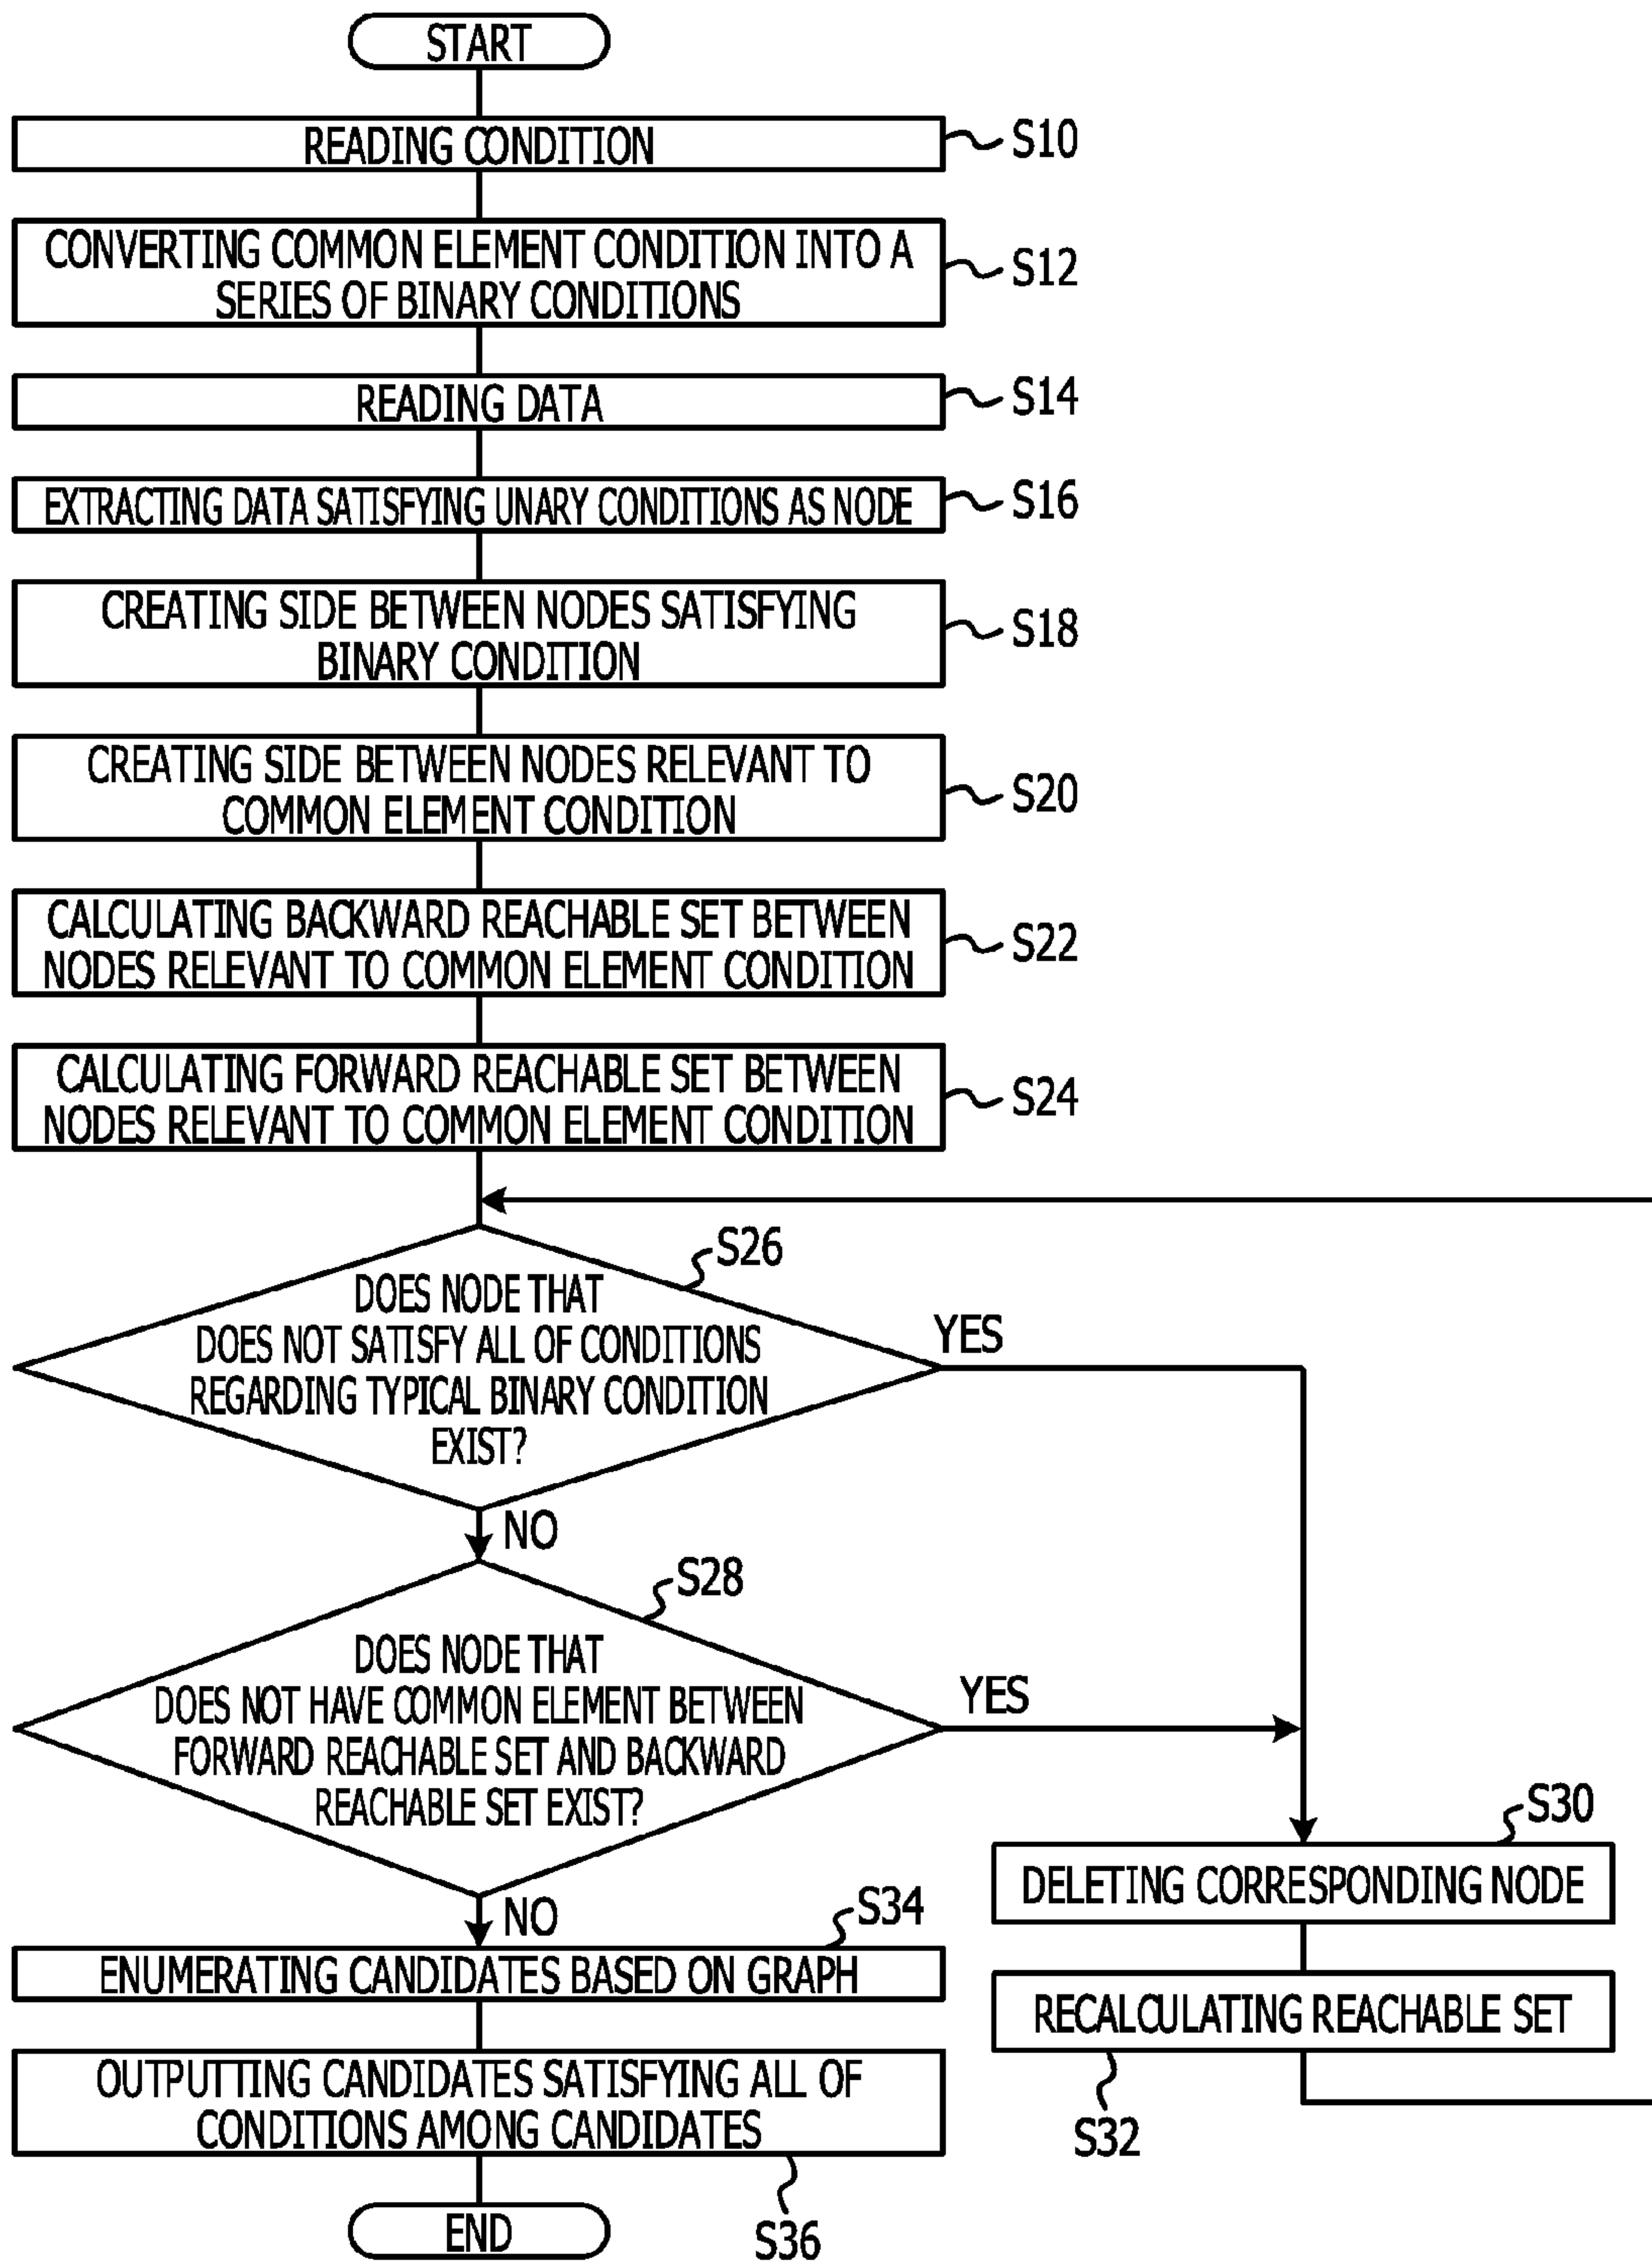 START
READING CONDITION
S10
CONVERTING COMMON ELEMENT CONDITION INTO A
SERIES OF BINARY CONDITIONS
S12
READING DATA
S14
EXTRACTING DATA SATISFYING UNARY CONDITIONS AS NODE
S16
CREATING SIDE BETWEEN NODES SATISFYING
BINARY CONDITION
S18
CREATING SIDE BETWEEN NODES RELEVANT TO
COMMON ELEMENT CONDITION
S20
CALCULATING BACKWARD REACHABLE SET BETWEEN
NODES RELEVANT TO COMMON ELEMENT CONDITION
S22
CALCULATING FORWARD REACHABLE SET BETWEEN
NODES RELEVANT TO COMMON ELEMENT CONDITION
S24
S26
DOES NODE THAT
DOES NOT SATISFY ALL OF CONDITIONS
REGARDING TYPICAL BINARY CONDITION
EXIST?
YES
NO
S28
DOES NODE THAT
DOES NOT HAVE COMMON ELEMENT BETWEEN
FORWARD REACHABLE SET AND BACKWARD
REACHABLE SET EXIST?
YES
NO
S30
DELETING CORRESPONDING NODE
RECALCULATING REACHABLE SET
S32
S34
ENUMERATING CANDIDATES BASED ON GRAPH
OUTPUTTING CANDIDATES SATISFYING ALL OF
CONDITIONS AMONG CANDIDATES
S36
END